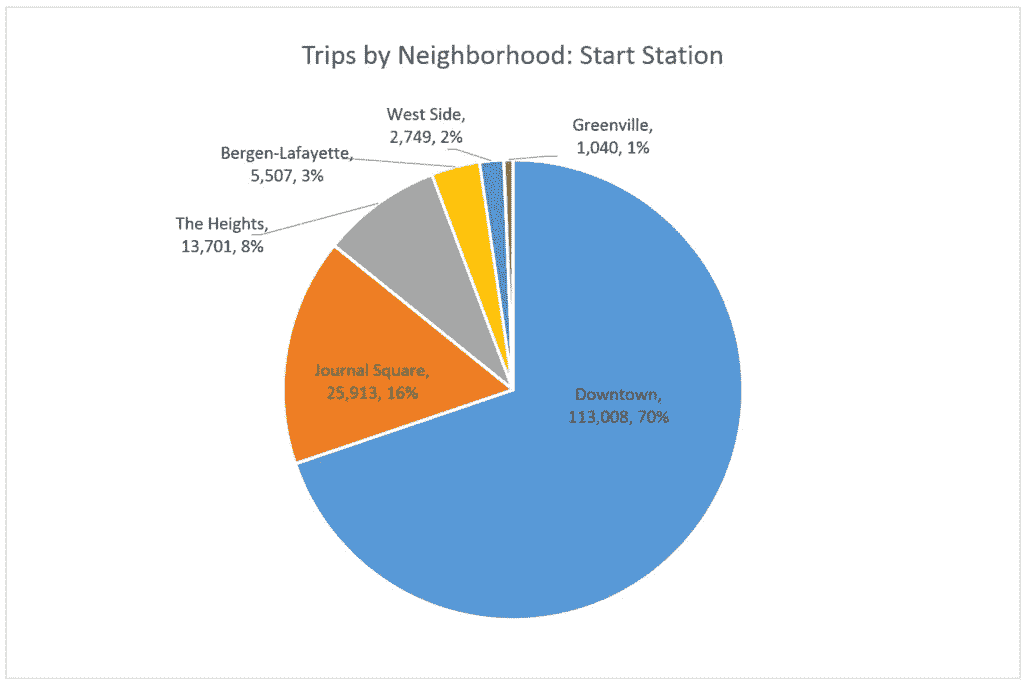 Trips by Neighborhood: Start Station
West Side,
2,749, 2%
Greenville,
1,040, 1%
Bergen-Lafayette,
5,507, 3%
The Heights,
13,701, 8%
Journal Square,
25,913, 16%
Downtown,
113,008, 70%